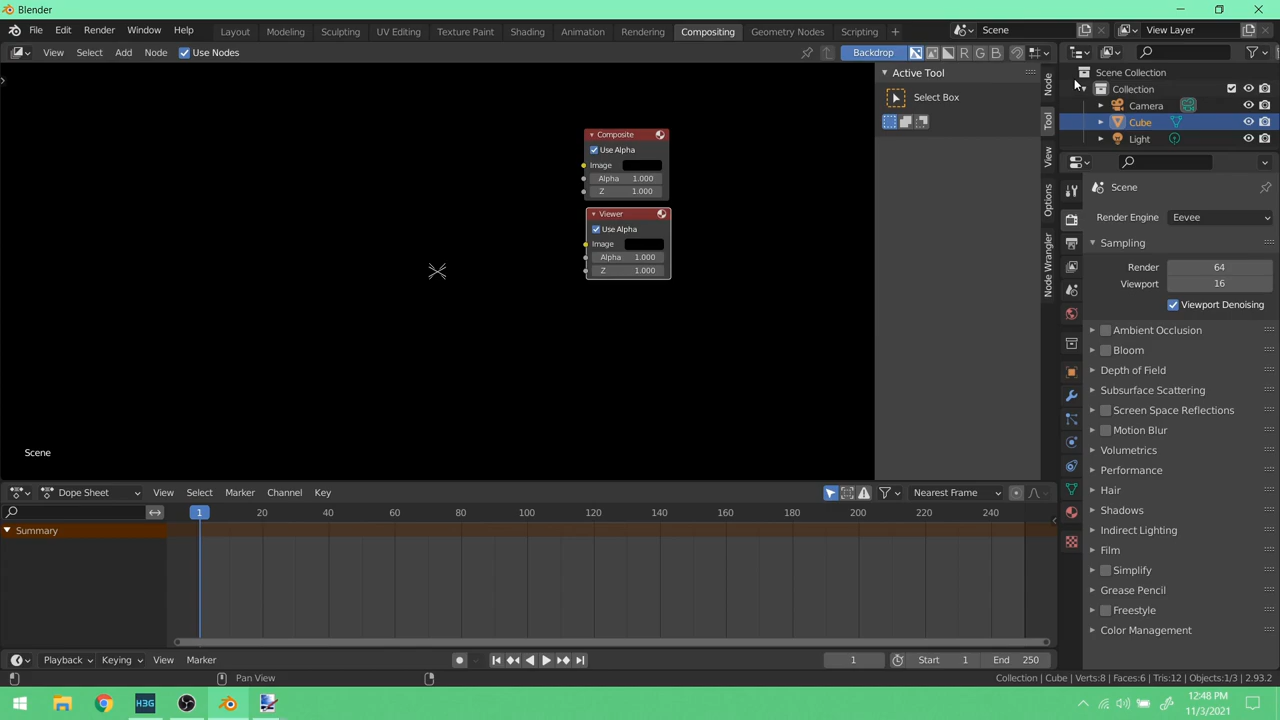 Blender
File Edit Render Window Help Layout Modeling Sculpting UV Editing Texture Paint Shading Animation Rendering Compositing Geometry Nodes Scripting + Scene View Layer
View Select Add Node Use Nodes Backdrop R G B
Active Tool
Select Box
Node
Tool
View
Options
Node Wrangler
Composite
Use Alpha
Image
Alpha 1.000
Z 1.000
Viewer
Use Alpha
Image
Alpha 1.000
Z 1.000
Scene
Scene Collection
Collection
Camera
Cube
Light
Scene
Render Engine Eevee
Sampling
Render 64
Viewport 16
Viewport Denoising
Ambient Occlusion
Bloom
Depth of Field
Subsurface Scattering
Screen Space Reflections
Motion Blur
Volumetrics
Performance
Hair
Shadows
Indirect Lighting
Film
Simplify
Grease Pencil
Freestyle
Color Management
Dope Sheet View Select Marker Channel Key Nearest Frame
1 20 40 60 80 100 120 140 160 180 200 220 240
Summary
Playback Keying View Marker 1 Start 1 End 250
Pan View Collection | Cube | Verts:8 | Faces:6 | Tris:12 | Objects:1/3 | 2.93.2
H3G
12:48 PM
11/3/2021